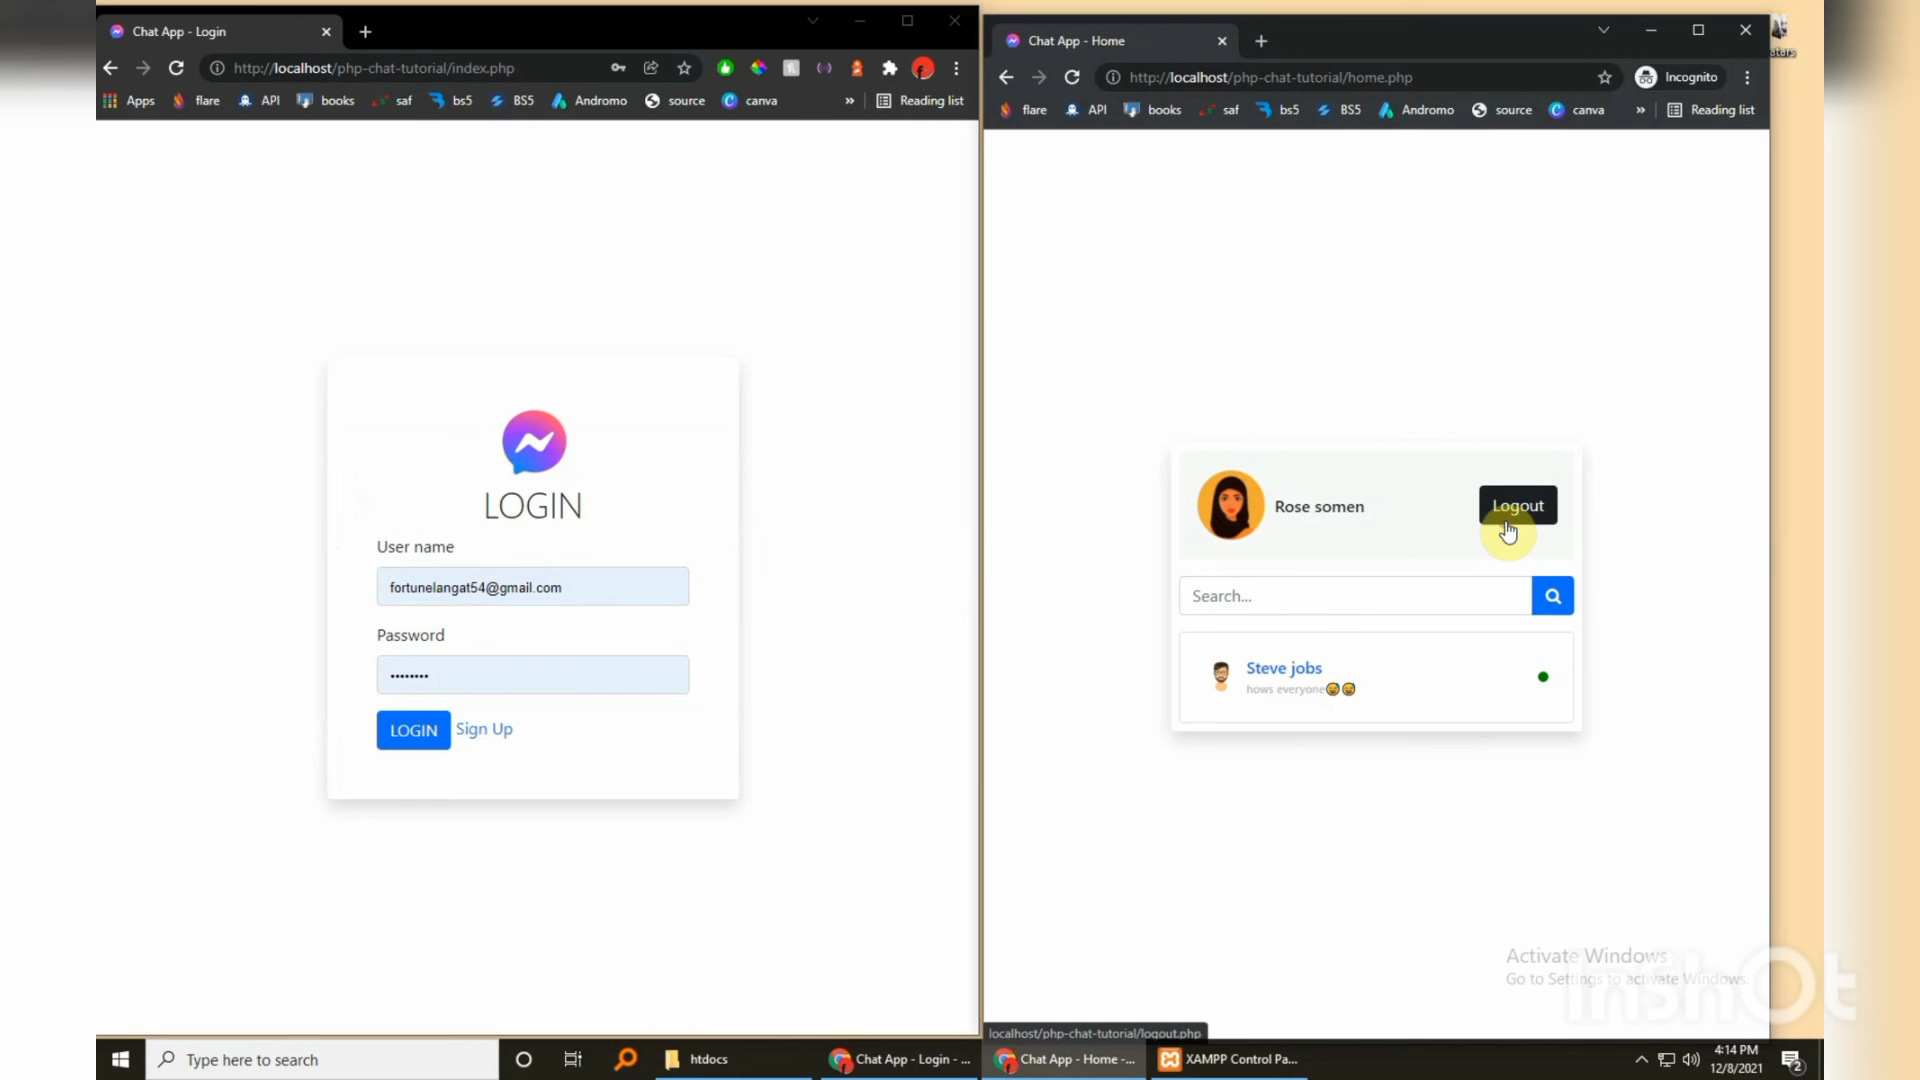 Chat App - Login
http://localhost/php-chat-tutorial/index.php
Apps flare API books saf bs5 BS5 Andromo source canva » Reading list
LOGIN
User name
fortunelangat54@gmail.com
Password
••••••••
LOGIN Sign Up
Chat App - Home
http://localhost/php-chat-tutorial/home.php
Incognito
flare API books saf bs5 BS5 Andromo source canva » Reading list
Rose somen
Logout
Search...
Steve jobs
hows everyone😅😅
Activate Windows
Go to Settings to activate Windows.
InShOt
localhost/php-chat-tutorial/logout.php
Type here to search
htdocs
Chat App - Login - ...
Chat App - Home -...
XAMPP Control Pa...
4:14 PM
12/8/2021
2